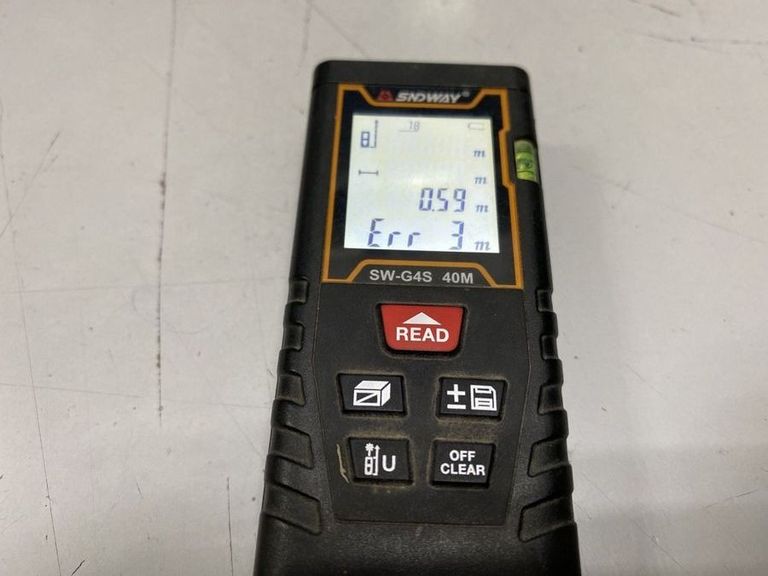 SNDWAY®
18
m
m
0.59 m
Err 3 m
SW-G4S 40M
READ
±
U
OFF
CLEAR